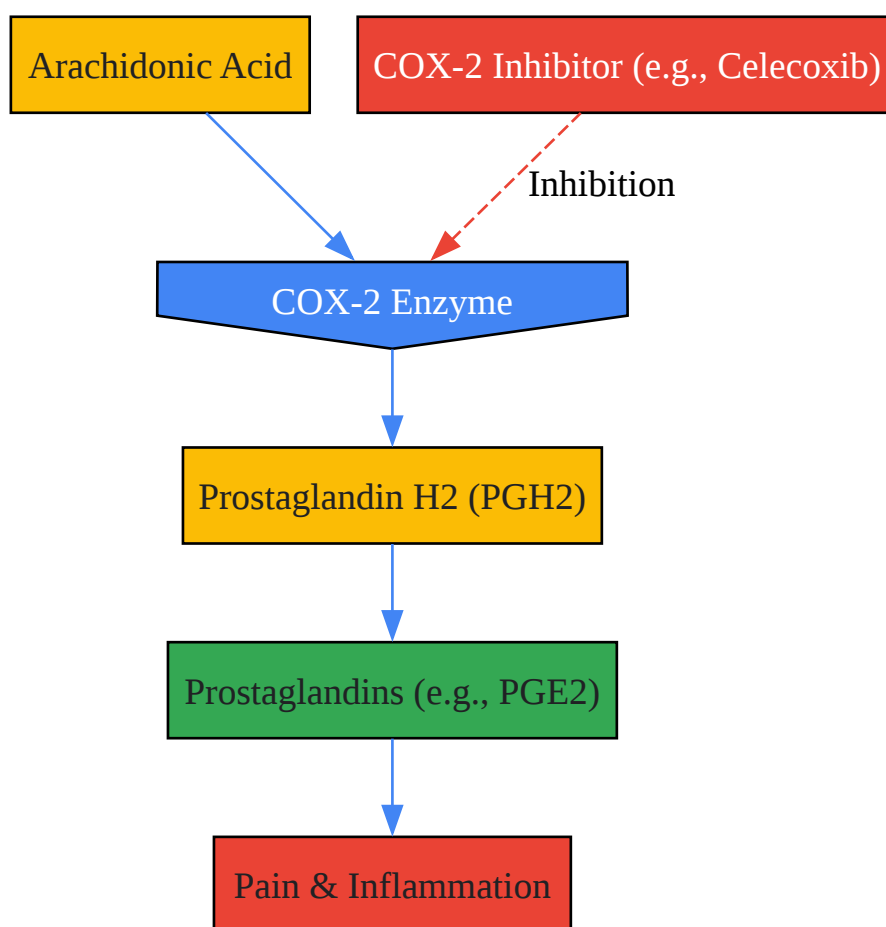 Arachidonic Acid
COX-2 Inhibitor (e.g., Celecoxib)
Inhibition
COX-2 Enzyme
Prostaglandin H2 (PGH2)
Prostaglandins (e.g., PGE2)
Pain & Inflammation